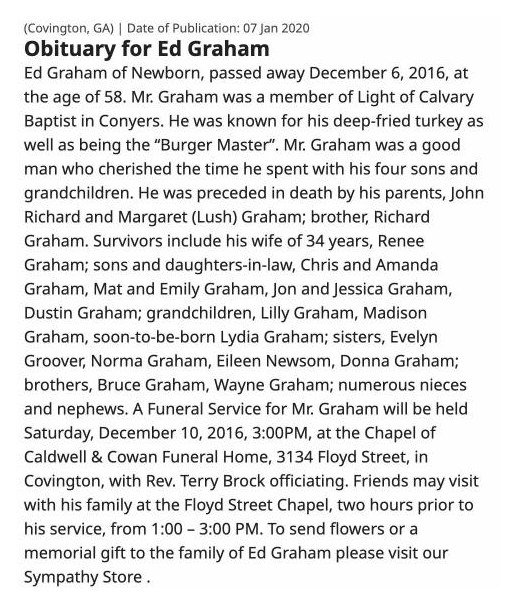 (Covington, GA) | Date of Publication: 07 Jan 2020
Obituary for Ed Graham
Ed Graham of Newborn, passed away December 6, 2016, at
the age of 58. Mr. Graham was a member of Light of Calvary
Baptist in Conyers. He was known for his deep-fried turkey as
well as being the “Burger Master”. Mr. Graham was a good
man who cherished the time he spent with his four sons and
grandchildren. He was preceded in death by his parents, John
Richard and Margaret (Lush) Graham; brother, Richard
Graham. Survivors include his wife of 34 years, Renee
Graham; sons and daughters-in-law, Chris and Amanda
Graham, Mat and Emily Graham, Jon and Jessica Graham,
Dustin Graham; grandchildren, Lilly Graham, Madison
Graham, soon-to-be-born Lydia Graham; sisters, Evelyn
Groover, Norma Graham, Eileen Newsom, Donna Graham;
brothers, Bruce Graham, Wayne Graham; numerous nieces
and nephews. A Funeral Service for Mr. Graham will be held
Saturday, December 10, 2016, 3:00PM, at the Chapel of
Caldwell & Cowan Funeral Home, 3134 Floyd Street, in
Covington, with Rev. Terry Brock officiating. Friends may visit
with his family at the Floyd Street Chapel, two hours prior to
his service, from 1:00 – 3:00 PM. To send flowers or a
memorial gift to the family of Ed Graham please visit our
Sympathy Store .